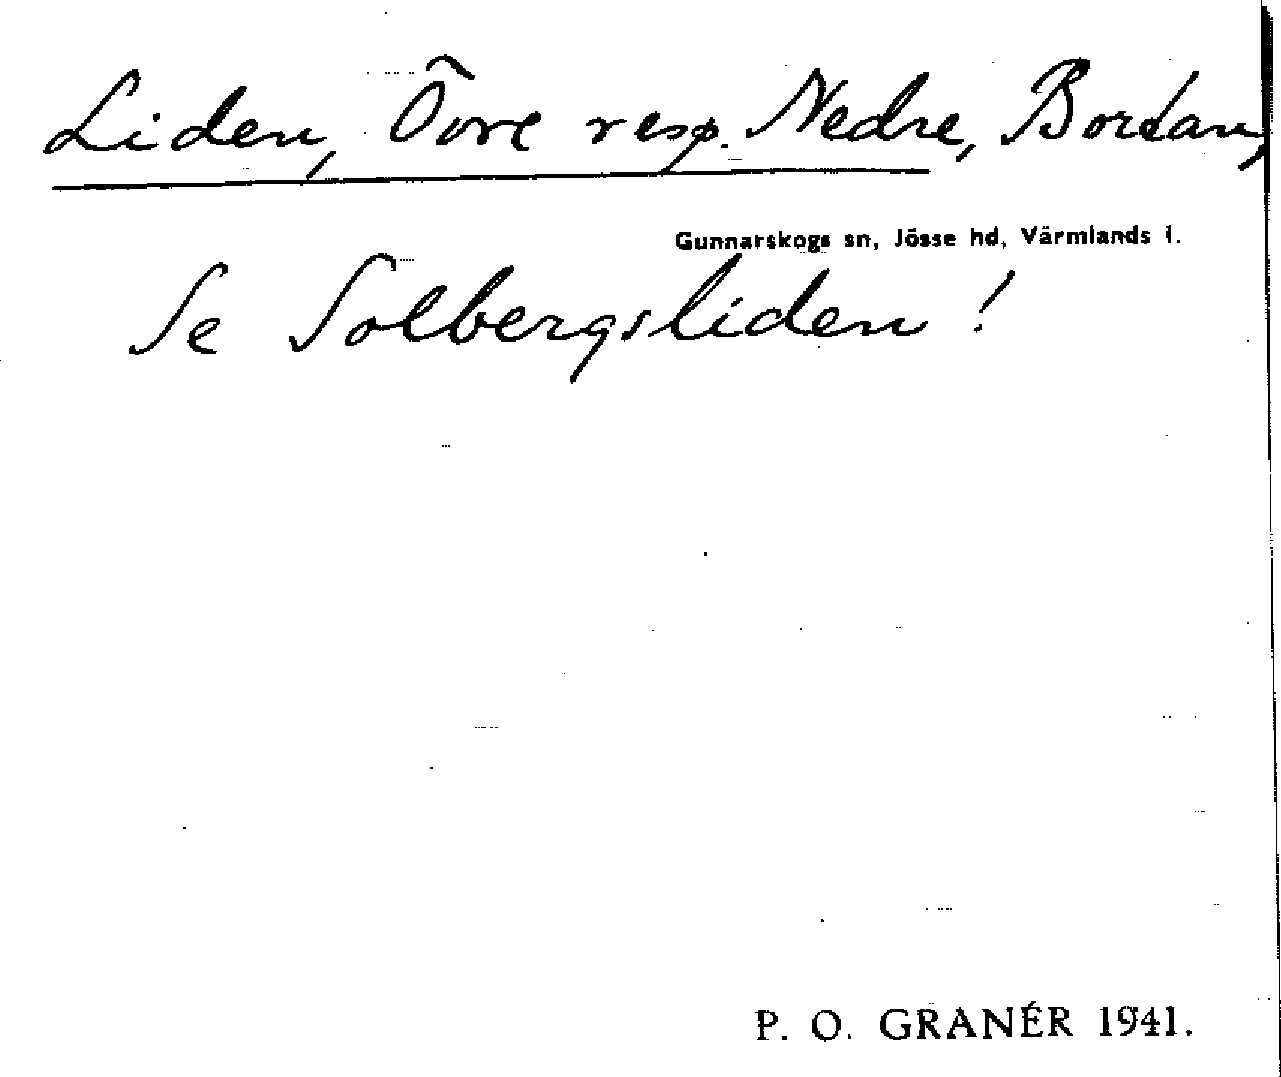 Liden, Övre resp. Nedre, Bordan,
Gunnarskogs sn, Jösse hd, Värmlands l.
Se Solbergsliden!
P. O. GRANÉR 1941.